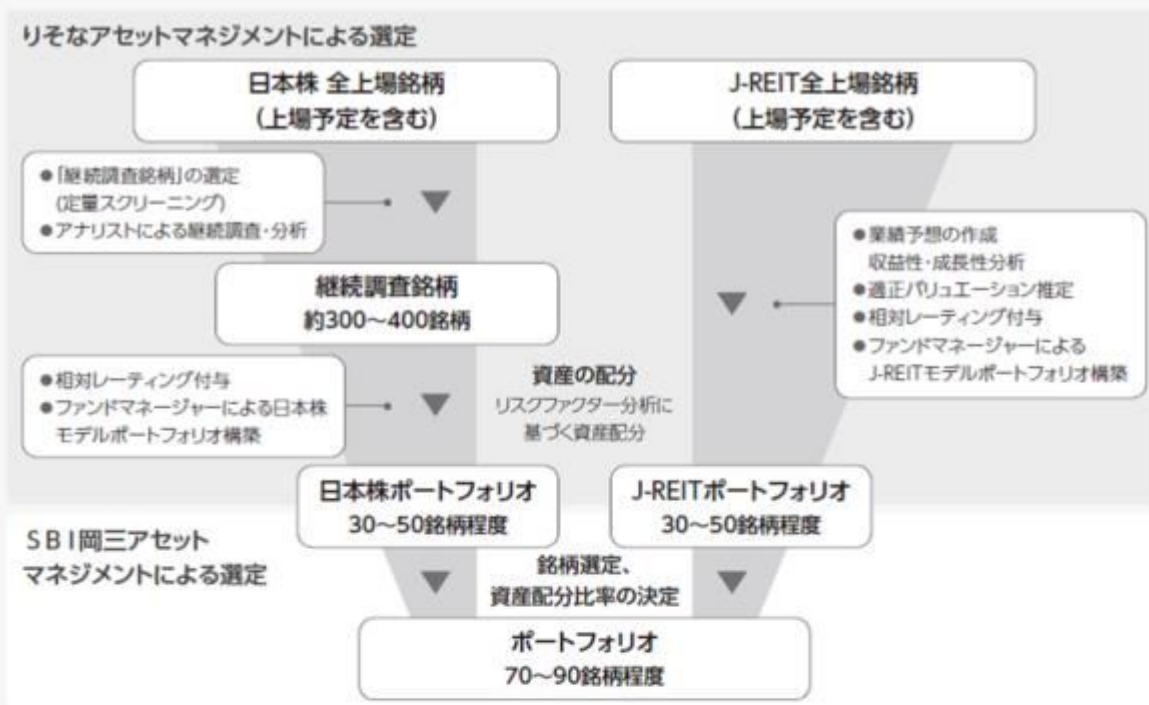 りそなアセットマネジメントによる選定
日本株 全上場銘柄
(上場予定を含む)
J-REIT全上場銘柄
(上場予定を含む)
●「継続調査銘柄」の選定
(定量スクリーニング)
●アナリストによる継続調査・分析
継続調査銘柄
約300～400銘柄
●業績予想の作成
収益性・成長性分析
●適正バリュエーション推定
●相対レーティング付与
●ファンドマネージャーによる
J-REITモデルポートフォリオ構築
●相対レーティング付与
●ファンドマネージャーによる日本株
モデルポートフォリオ構築
資産の配分
リスクファクター分析に
基づく資産配分
日本株ポートフォリオ
30～50銘柄程度
J-REITポートフォリオ
30～50銘柄程度
SBI岡三アセット
マネジメントによる選定
銘柄選定、
資産配分比率の決定
ポートフォリオ
70～90銘柄程度